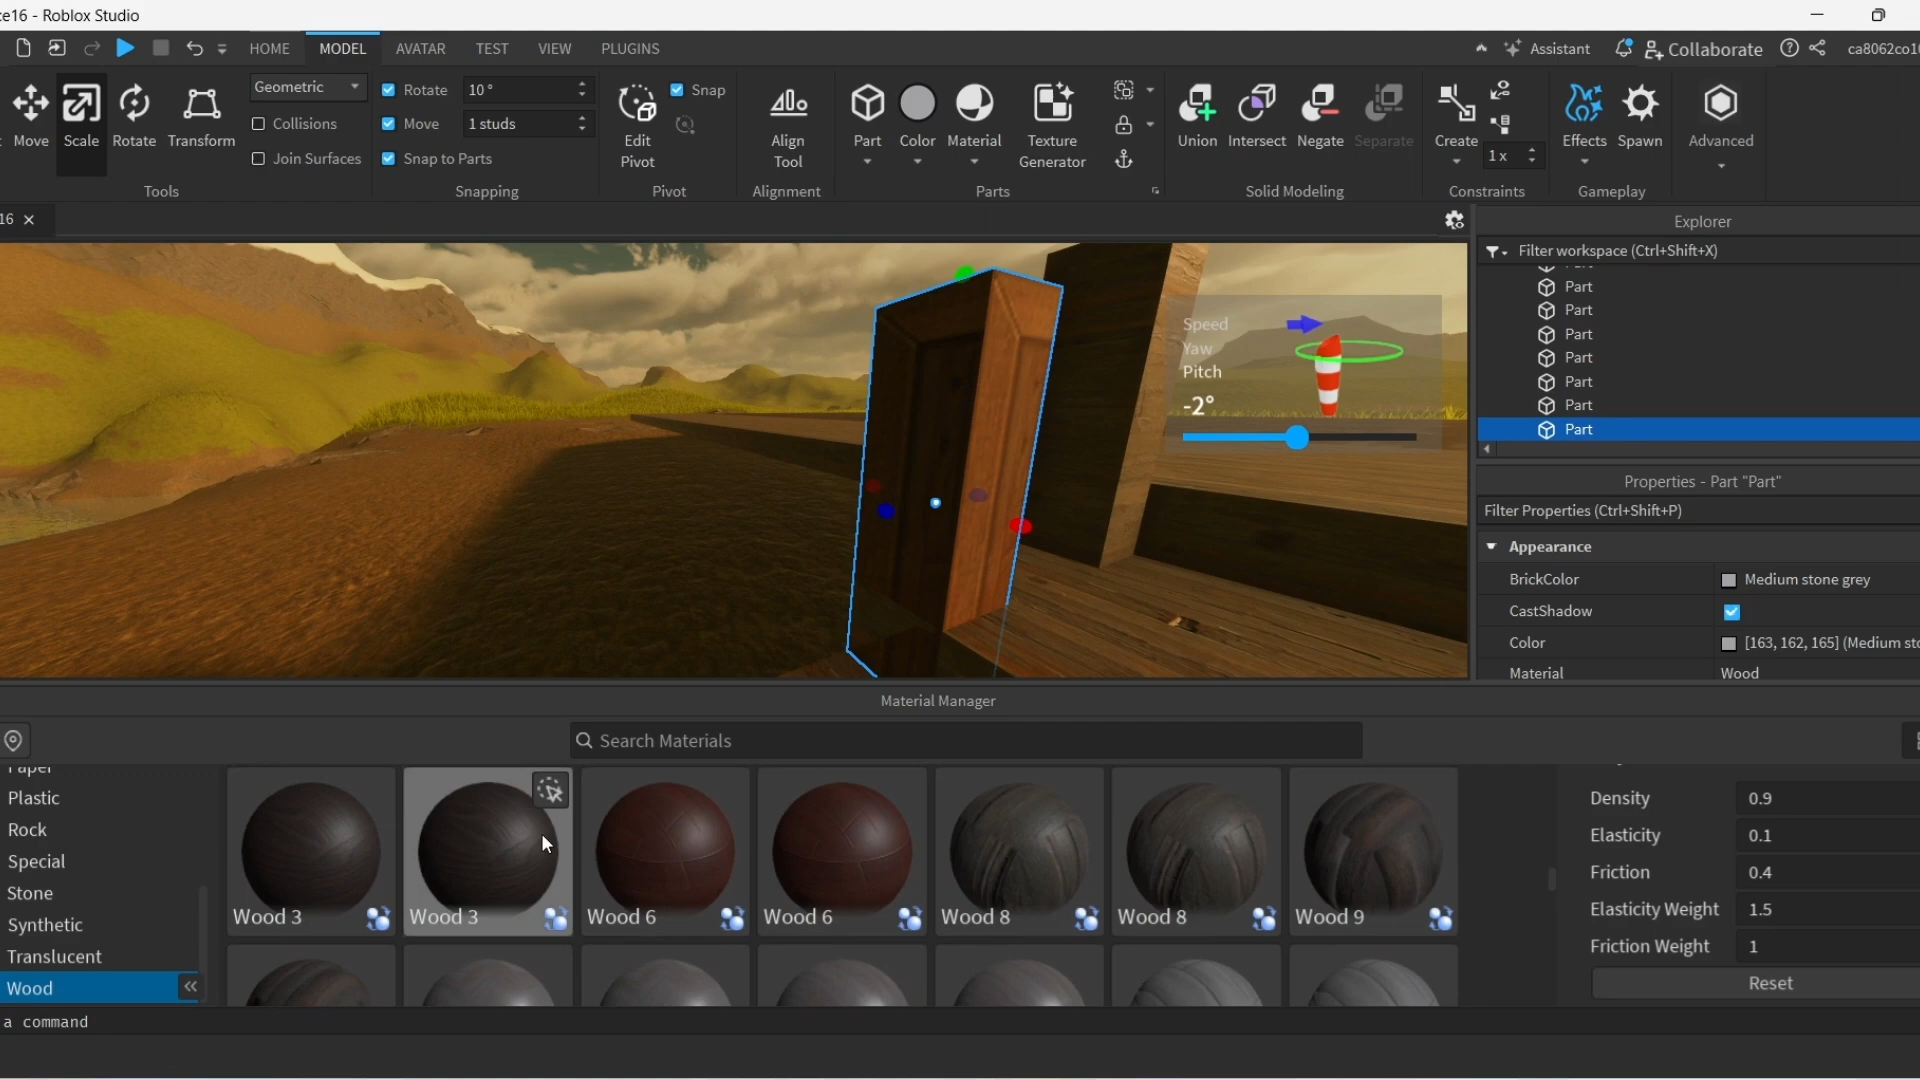 e16 - Roblox Studio
HOME MODEL AVATAR TEST VIEW PLUGINS Assistant Collaborate
Geometric Rotate 10° Snap
Collisions Move 1 studs
Join Surfaces Snap to Parts
Move Scale Rotate Transform Edit Pivot Align Tool Part Color Material Texture Generator Union Intersect Negate Separate Create 1 x Effects Spawn Advanced
Tools Snapping Pivot Alignment Parts Solid Modeling Constraints Gameplay
16
Explorer
Filter workspace (Ctrl+Shift+X)
Part
Part
Part
Part
Part
Part
Part
Speed
Yaw
Pitch
-2°
Properties - Part "Part"
Filter Properties (Ctrl+Shift+P)
Appearance
BrickColor Medium stone grey
CastShadow
Color [163, 162, 165] (Medium sto
Material Wood
Material Manager
Search Materials
Paper
Plastic
Rock
Special
Stone
Synthetic
Translucent
Wood
Wood 3 Wood 3 Wood 6 Wood 6 Wood 8 Wood 8 Wood 9
Density 0.9
Elasticity 0.1
Friction 0.4
Elasticity Weight 1.5
Friction Weight 1
Reset
a command